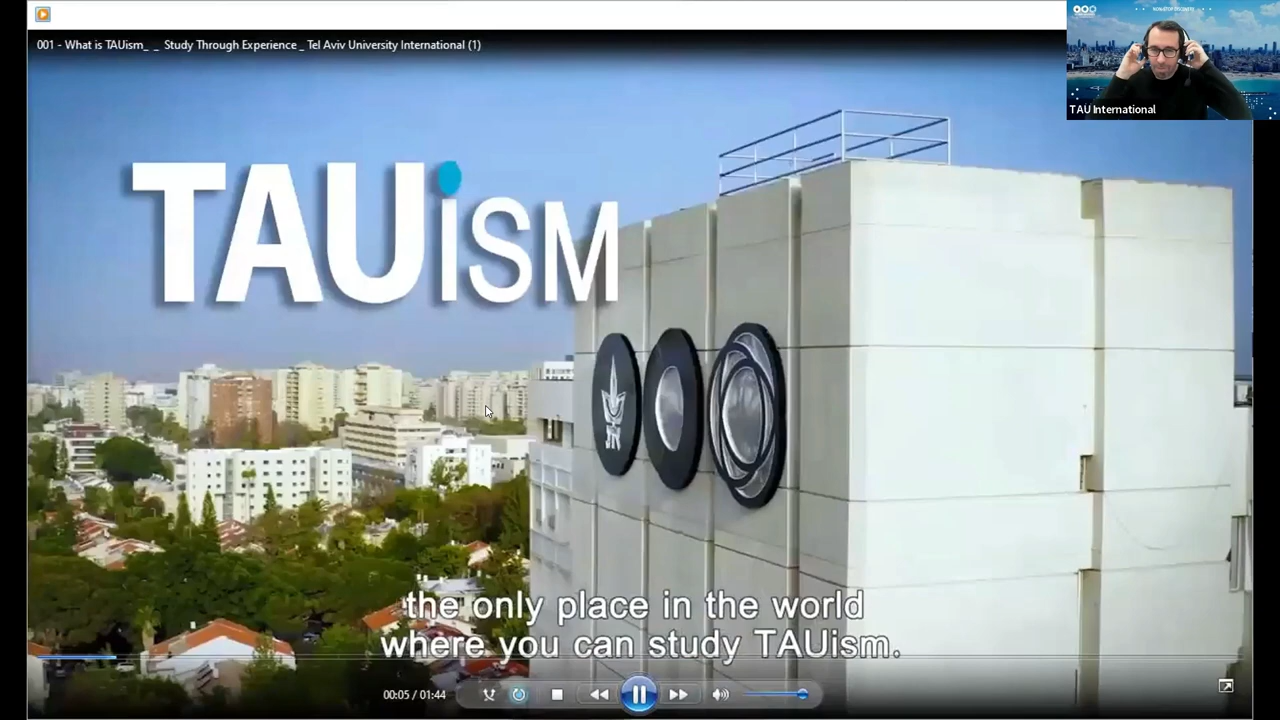 001 - What is TAUism_ _ Study Through Experience _ Tel Aviv University International (1)
TAU International
TAUiSM
the only place in the world
where you can study TAUism.
00:05 / 01:44